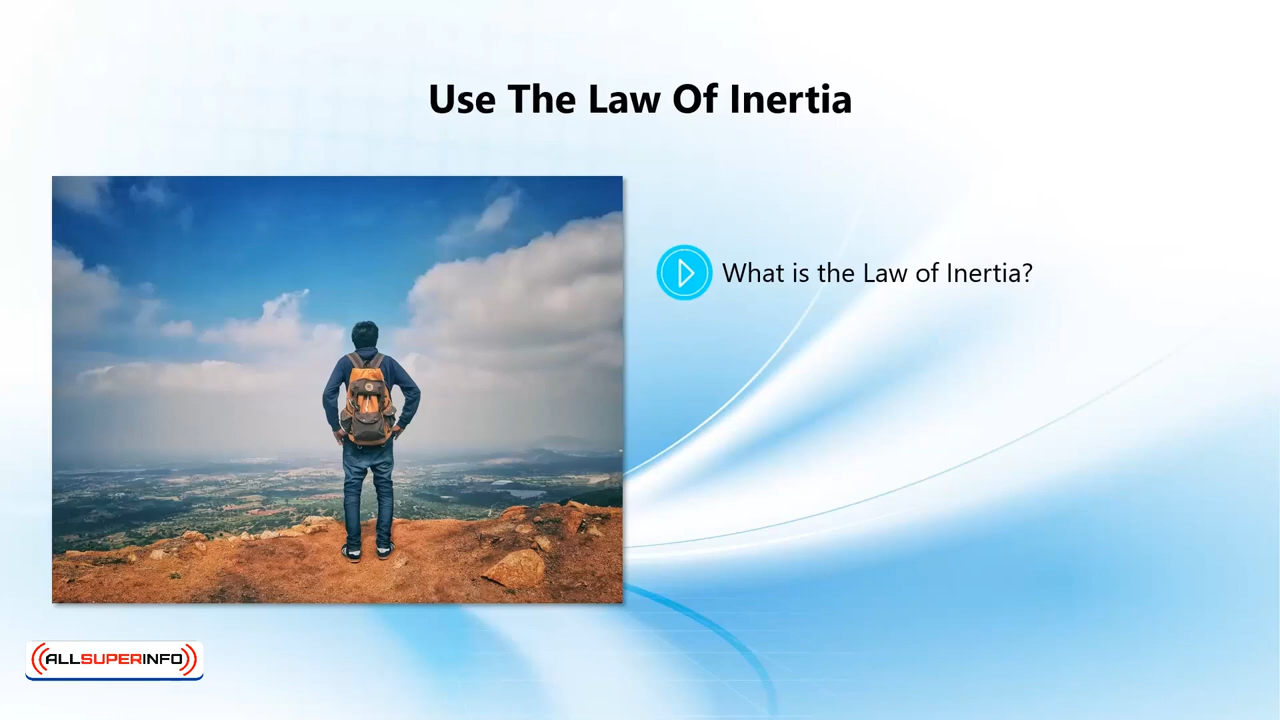 Use The Law Of Inertia
What is the Law of Inertia?
ALLSUPERINFO